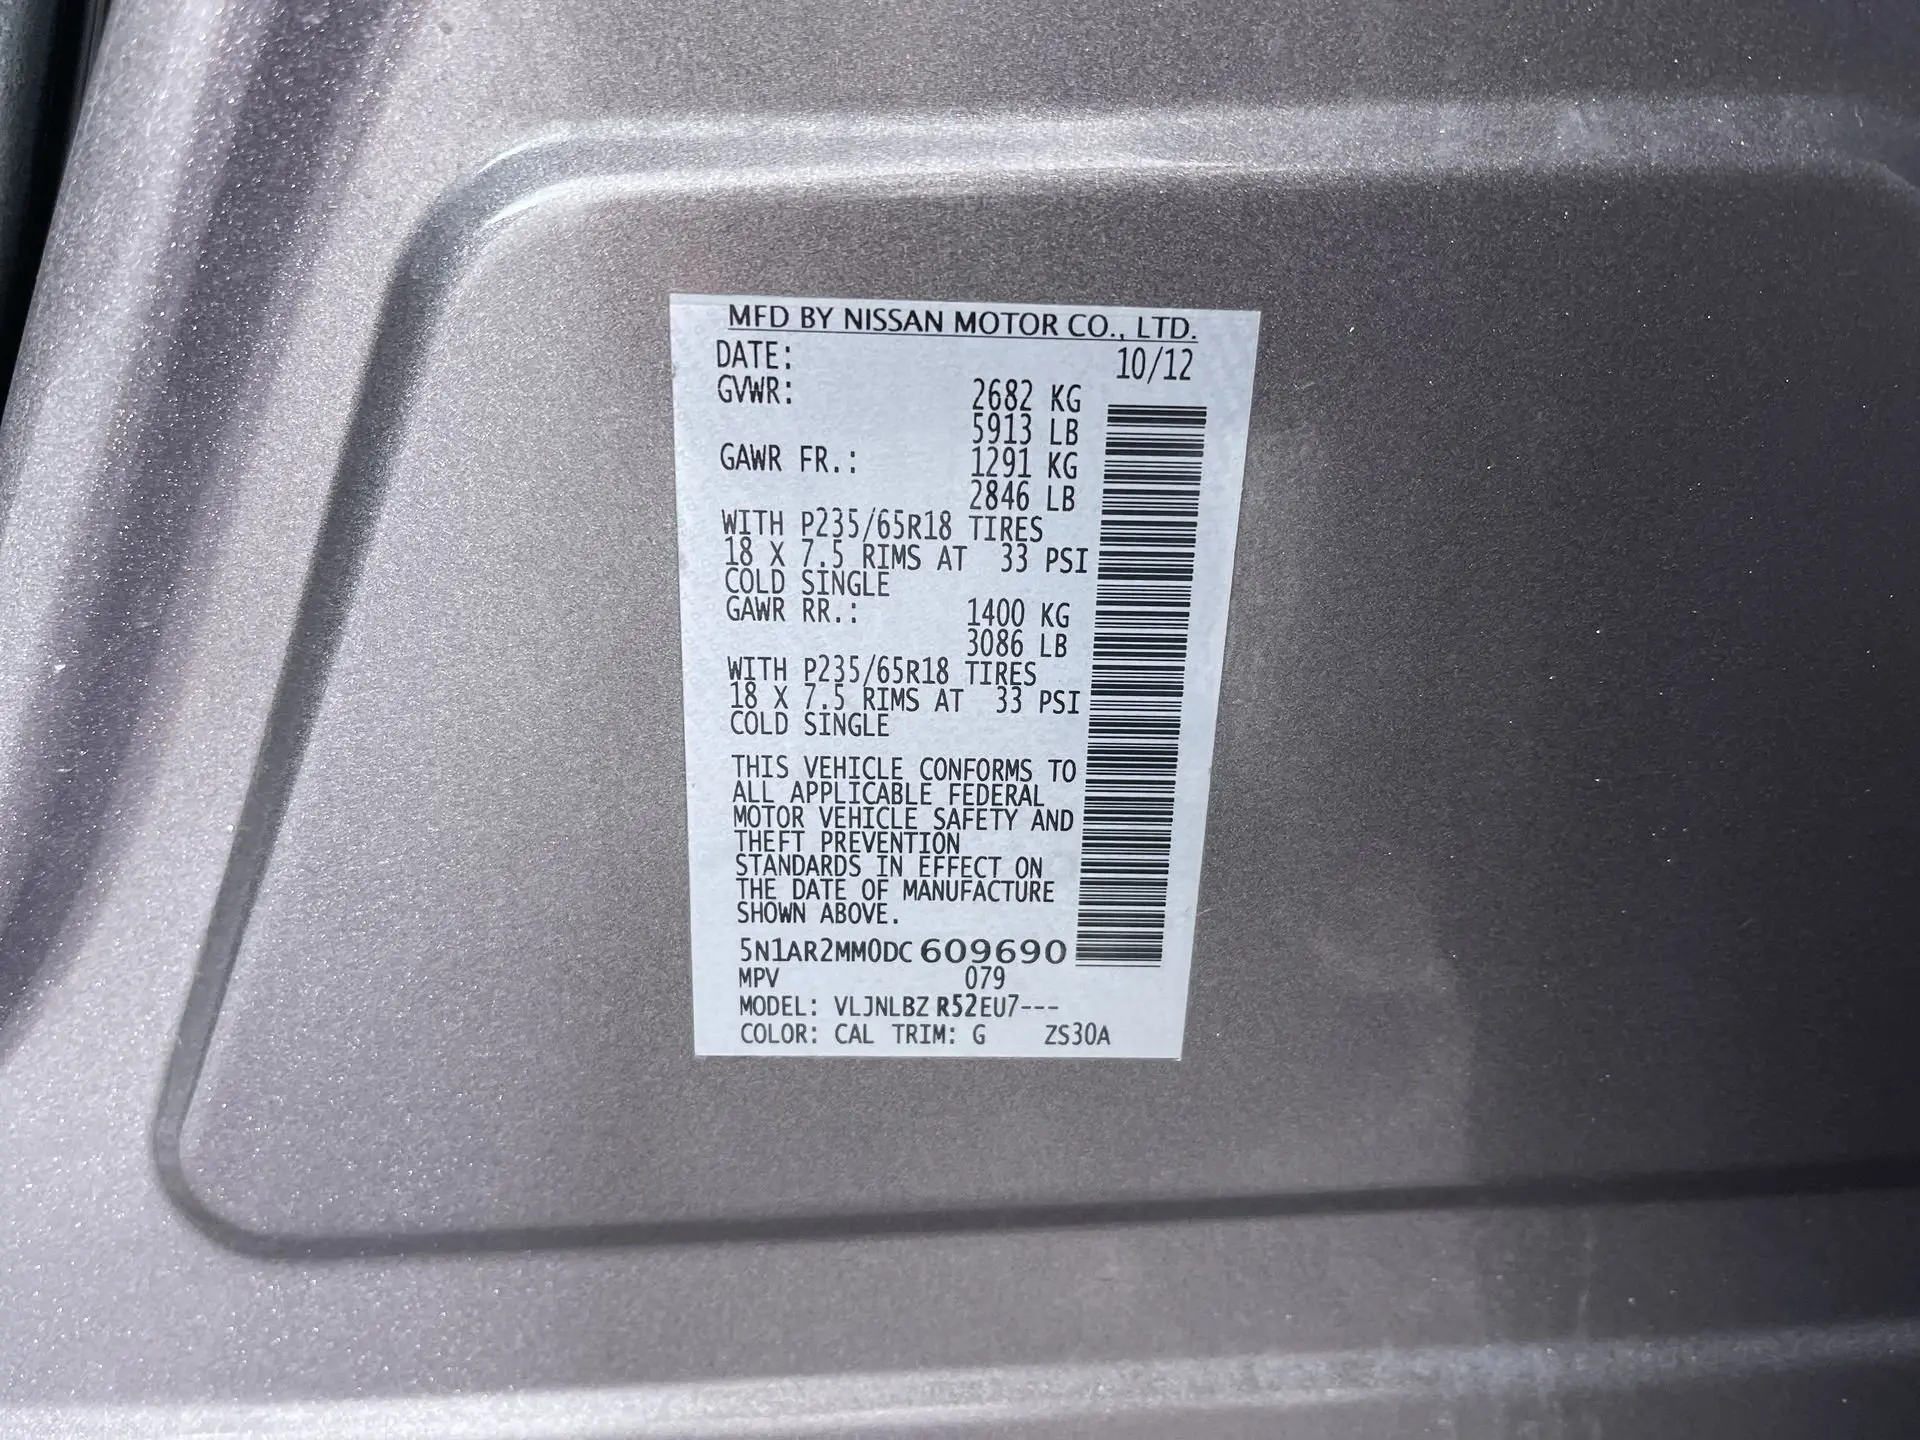 MFD BY NISSAN MOTOR CO., LTD.
DATE: 10/12
GVWR: 2682 KG
5913 LB
GAWR FR.: 1291 KG
2846 LB
WITH P235/65R18 TIRES
18 X 7.5 RIMS AT 33 PSI
COLD SINGLE
GAWR RR.: 1400 KG
3086 LB
WITH P235/65R18 TIRES
18 X 7.5 RIMS AT 33 PSI
COLD SINGLE
THIS VEHICLE CONFORMS TO
ALL APPLICABLE FEDERAL
MOTOR VEHICLE SAFETY AND
THEFT PREVENTION
STANDARDS IN EFFECT ON
THE DATE OF MANUFACTURE
SHOWN ABOVE.
5N1AR2MM0DC 609690
MPV 079
MODEL: VLJNLBZ R52EU7---
COLOR: CAL TRIM: G ZS30A